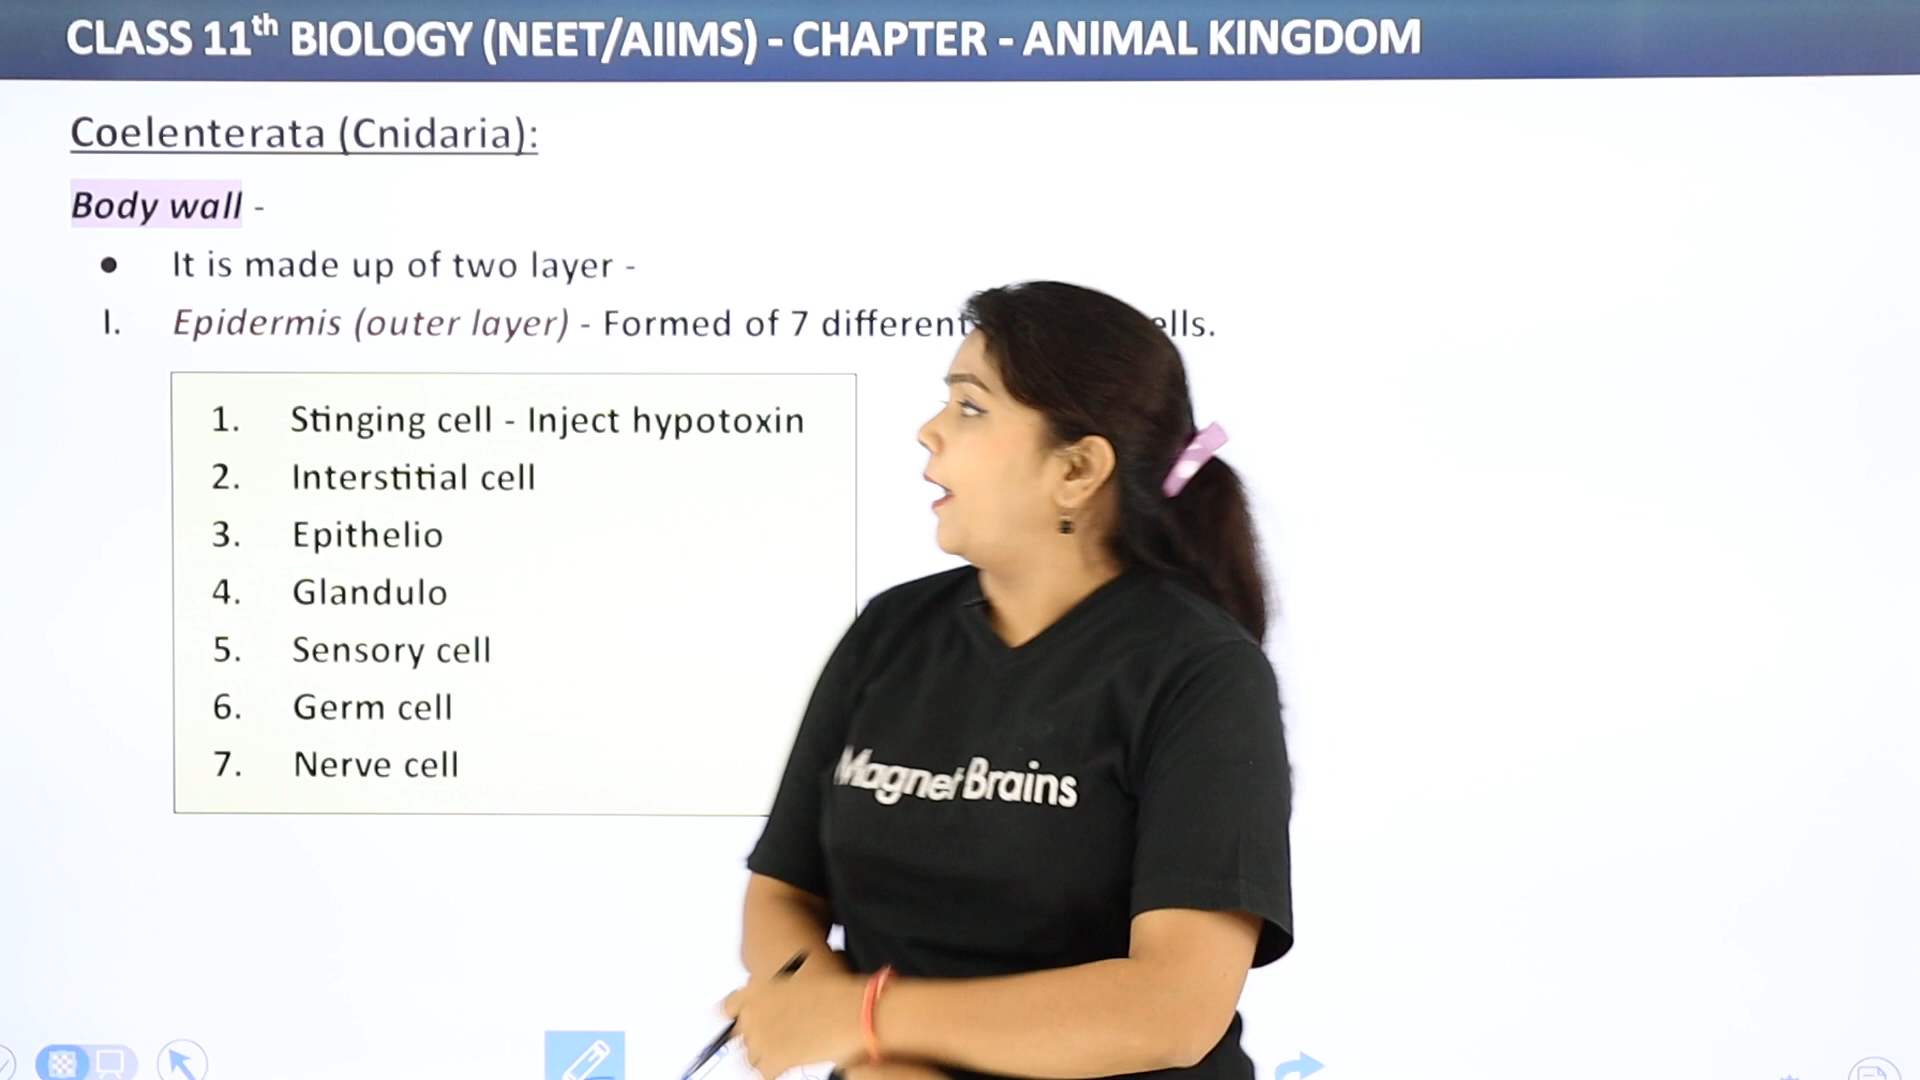 CLASS 11th BIOLOGY (NEET/AIIMS) - CHAPTER - ANIMAL KINGDOM
Coelenterata (Cnidaria):
Body wall -
● It is made up of two layer -
I. Epidermis (outer layer) - Formed of 7 different
1. Stinging cell - Inject hypotoxin
2. Interstitial cell
3. Epithelio
4. Glandulo
5. Sensory cell
6. Germ cell
7. Nerve cell
Magnet Brains